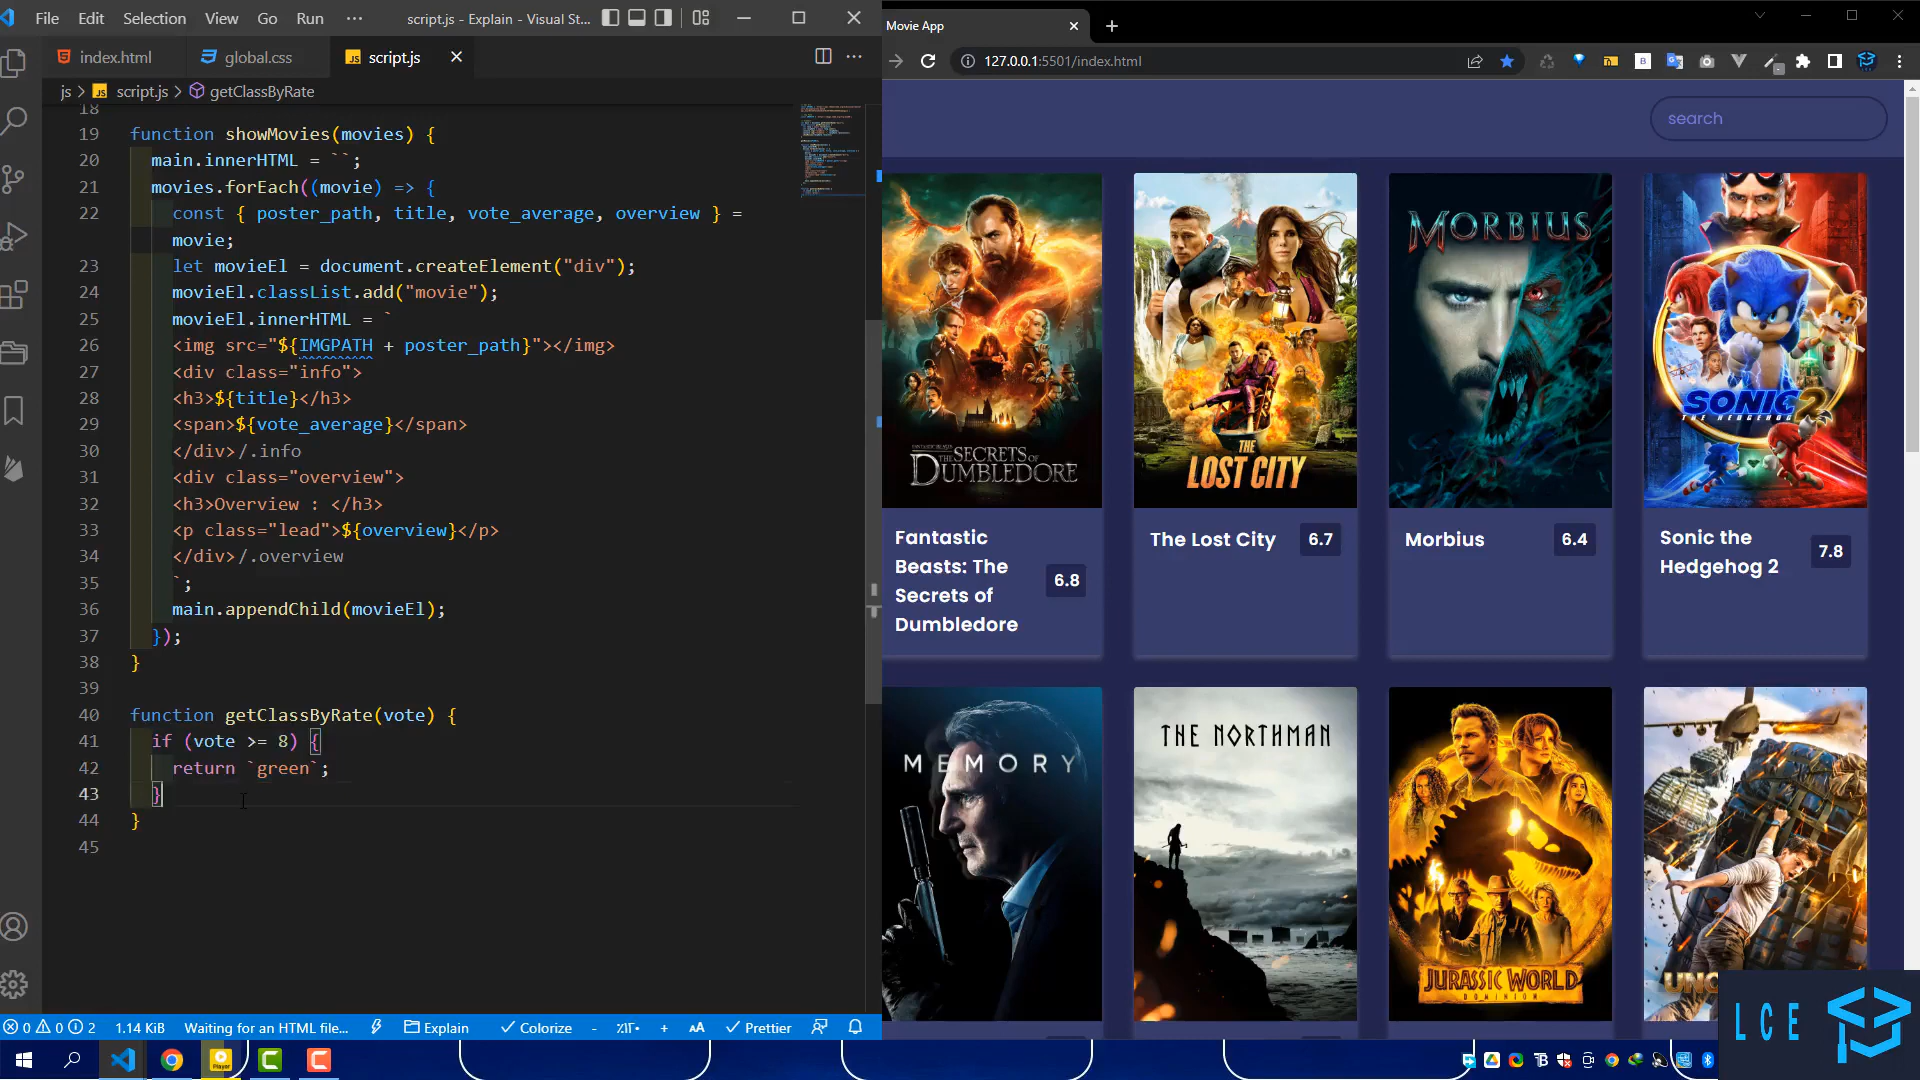 File Edit Selection View Go Run ··· script.js - Explain - Visual St...
index.html global.css JS script.js
js > JS script.js > getClassByRate
18
19 function showMovies(movies) {
20 main.innerHTML = ``;
21 movies.forEach((movie) => {
22 const { poster_path, title, vote_average, overview } =
movie;
23 let movieEl = document.createElement("div");
24 movieEl.classList.add("movie");
25 movieEl.innerHTML = `
26 <img src="${IMGPATH + poster_path}"></img>
27 <div class="info">
28 <h3>${title}</h3>
29 <span>${vote_average}</span>
30 </div>/.info
31 <div class="overview">
32 <h3>Overview : </h3>
33 <p class="lead">${overview}</p>
34 </div>/.overview
35 `;
36 main.appendChild(movieEl);
37 });
38 }
39
40 function getClassByRate(vote) {
41 if (vote >= 8) {
42 return `green`;
43 }
44 }
45
0 0 2 1.14 KiB Waiting for an HTML file... Explain Colorize - + Prettier
Movie App
127.0.0.1:5501/index.html
search
THE SECRETS OF
DUMBLEDORE
Fantastic
Beasts: The
Secrets of
Dumbledore
6.8
THE
LOST CITY
The Lost City 6.7
MORBIUS
Morbius 6.4
SONIC 2
THE HEDGEHOG
Sonic the
Hedgehog 2
7.8
MEMORY
THE NORTHMAN
JURASSIC WORLD
DOMINION
UNC
LCE